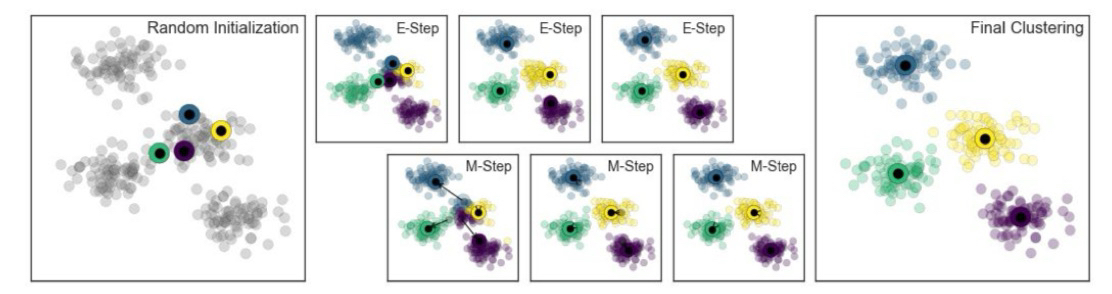 Random Initialization
E-Step
E-Step
E-Step
Final Clustering
M-Step
M-Step
M-Step